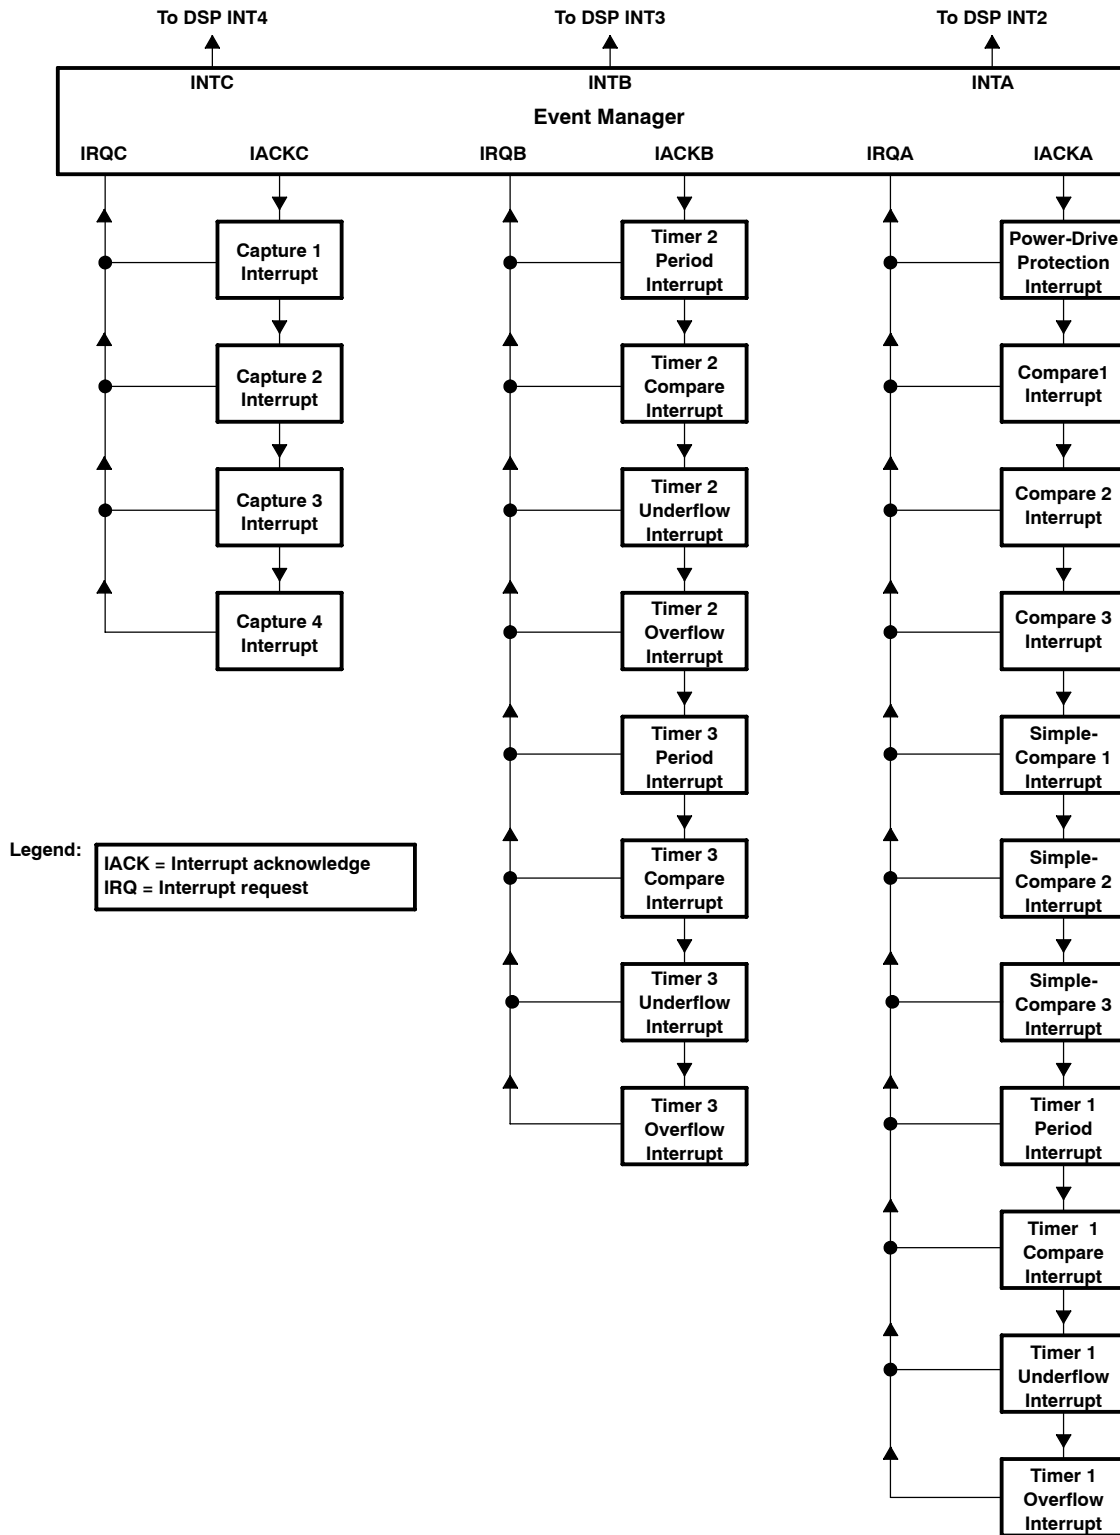 To DSP INT4
To DSP INT3
To DSP INT2
INTC
INTB
INTA
Event Manager
IRQC
IACKC
IRQB
IACKB
IRQA
IACKA
Capture 1
Interrupt
Capture 2
Interrupt
Capture 3
Interrupt
Capture 4
Interrupt
Timer 2
Period
Interrupt
Timer 2
Compare
Interrupt
Timer 2
Underflow
Interrupt
Timer 2
Overflow
Interrupt
Timer 3
Period
Interrupt
Timer 3
Compare
Interrupt
Timer 3
Underflow
Interrupt
Timer 3
Overflow
Interrupt
Power-Drive
Protection
Interrupt
Compare1
Interrupt
Compare 2
Interrupt
Compare 3
Interrupt
Simple-
Compare 1
Interrupt
Simple-
Compare 2
Interrupt
Simple-
Compare 3
Interrupt
Timer 1
Period
Interrupt
Timer 1
Compare
Interrupt
Timer 1
Underflow
Interrupt
Timer 1
Overflow
Interrupt
Legend:
IACK = Interrupt acknowledge
IRQ = Interrupt request